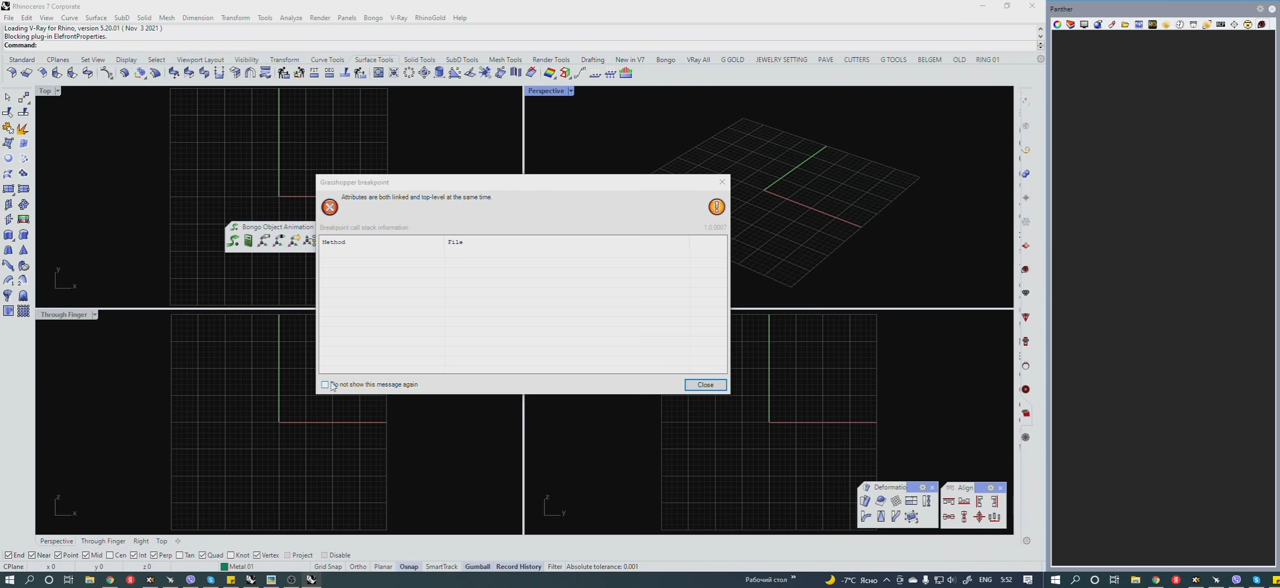 Rhinoceros 7 Corporate
File Edit View Curve Surface SubD Solid Mesh Dimension Transform Tools Analyze Render Panels Bongo V-Ray RhinoGold Help
Loading V-Ray for Rhino, version 5.20.01 ( Nov 3 2021 )
Blocking plug-in ElefrontProperties.
Command:
Standard CPlanes Set View Display Select Viewport Layout Visibility Transform Curve Tools Surface Tools Solid Tools SubD Tools Mesh Tools Render Tools Drafting New in V7 Bongo VRay All G GOLD JEWELRY SETTING PAVE CUTTERS G TOOLS BELGEM OLD RING 01
Panther
Top
Perspective
Grasshopper breakpoint
Attributes are both linked and top-level at the same time.
Breakpoint call stack information:
1.0.0007
Method File
Bongo Object Animation
y
x
Through Finger
Do not show this message again
Close
z
x
z
y
Deformatio
Align
Perspective Through Finger Right Top
End Near Point Mid Cen Int Perp Tan Quad Knot Vertex Project Disable
CPlane x 0 y 0 z 0 Metal 01 Grid Snap Ortho Planar Osnap SmartTrack Gumball Record History Filter Absolute tolerance: 0.001
Рабочий стол -7°C Ясно ENG 5:52